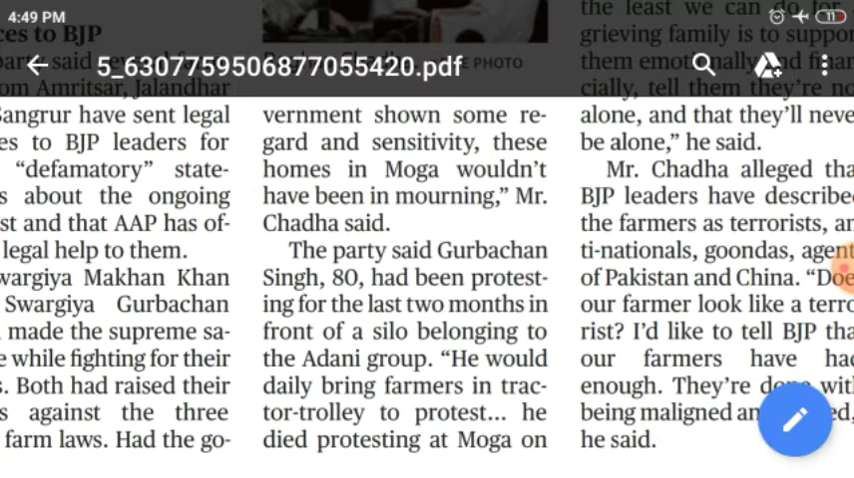 4:49 PM
11
5_6307759506877055420.pdf
ces to BJP
party said
om Amritsar, Jalandhar
Sangrur have sent legal
es to BJP leaders for
"defamatory" state-
s about the ongoing
st and that AAP has of-
legal help to them.
wargiya Makhan Khan
Swargiya Gurbachan
made the supreme sa-
e while fighting for their
s. Both had raised their
s against the three
farm laws. Had the go-
PHOTO
vernment shown some re-
gard and sensitivity, these
homes in Moga wouldn't
have been in mourning," Mr.
Chadha said.
The party said Gurbachan
Singh, 80, had been protest-
ing for the last two months in
front of a silo belonging to
the Adani group. "He would
daily bring farmers in trac-
tor-trolley to protest... he
died protesting at Moga on
the least we can do for
grieving family is to suppor
them emotionally and finan
cially, tell them they're no
alone, and that they'll neve
be alone," he said.
Mr. Chadha alleged tha
BJP leaders have described
the farmers as terrorists, an
ti-nationals, goondas, agent
of Pakistan and China. "Doe
our farmer look like a terro
rist? I'd like to tell BJP tha
our farmers have had
enough. They're done with
being maligned an ed,
he said.